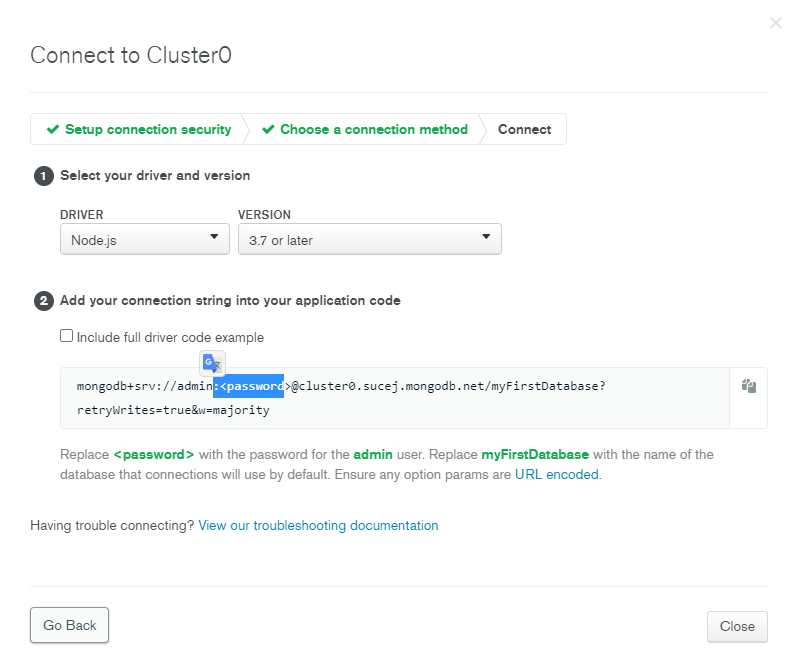 Connect to Cluster0
Setup connection security Choose a connection method Connect
1 Select your driver and version
DRIVER VERSION
Node.js 3.7 or later
2 Add your connection string into your application code
Include full driver code example
mongodb+srv://admin:<password>@cluster0.sucej.mongodb.net/myFirstDatabase?
retryWrites=true&w=majority
Replace <password> with the password for the admin user. Replace myFirstDatabase with the name of the
database that connections will use by default. Ensure any option params are URL encoded.
Having trouble connecting? View our troubleshooting documentation
Go Back Close